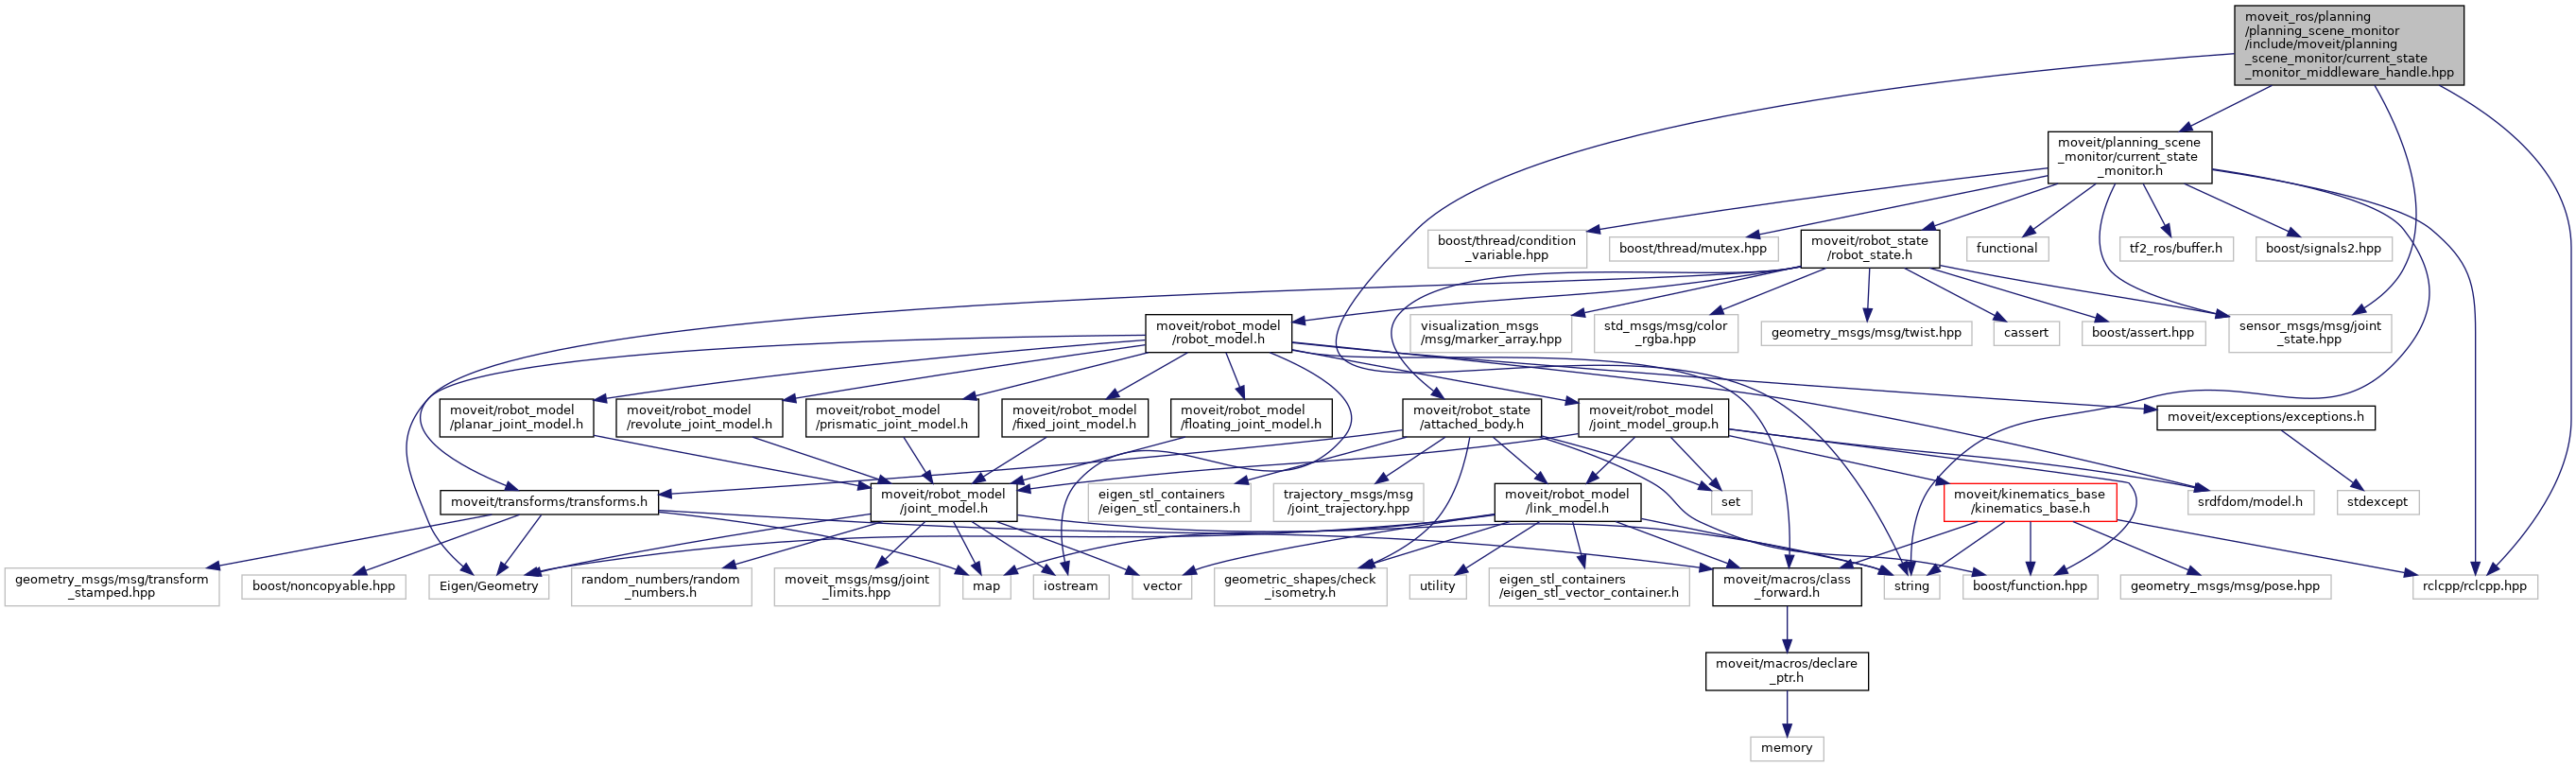 moveit_ros/planning
/planning_scene_monitor
/include/moveit/planning
_scene_monitor/current_state
_monitor_middleware_handle.hpp
moveit/planning_scene
_monitor/current_state
_monitor.h
boost/thread/condition
_variable.hpp
boost/thread/mutex.hpp
moveit/robot_state
/robot_state.h
functional
tf2_ros/buffer.h
boost/signals2.hpp
moveit/robot_model
/robot_model.h
visualization_msgs
/msg/marker_array.hpp
std_msgs/msg/color
_rgba.hpp
geometry_msgs/msg/twist.hpp
cassert
boost/assert.hpp
sensor_msgs/msg/joint
_state.hpp
moveit/robot_model
/planar_joint_model.h
moveit/robot_model
/revolute_joint_model.h
moveit/robot_model
/prismatic_joint_model.h
moveit/robot_model
/fixed_joint_model.h
moveit/robot_model
/floating_joint_model.h
moveit/robot_state
/attached_body.h
moveit/robot_model
/joint_model_group.h
moveit/exceptions/exceptions.h
moveit/transforms/transforms.h
moveit/robot_model
/joint_model.h
eigen_stl_containers
/eigen_stl_containers.h
trajectory_msgs/msg
/joint_trajectory.hpp
moveit/robot_model
/link_model.h
set
moveit/kinematics_base
/kinematics_base.h
srdfdom/model.h
stdexcept
geometry_msgs/msg/transform
_stamped.hpp
boost/noncopyable.hpp
Eigen/Geometry
random_numbers/random
_numbers.h
moveit_msgs/msg/joint
_limits.hpp
map
iostream
vector
geometric_shapes/check
_isometry.h
utility
eigen_stl_containers
/eigen_stl_vector_container.h
moveit/macros/class
_forward.h
string
boost/function.hpp
geometry_msgs/msg/pose.hpp
rclcpp/rclcpp.hpp
moveit/macros/declare
_ptr.h
memory